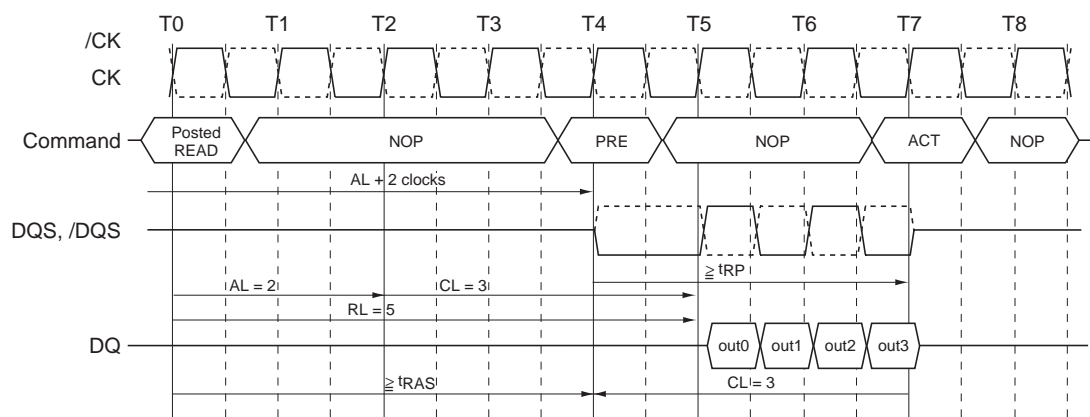 T0 T1 T2 T3 T4 T5 T6 T7 T8
/CK
CK
Command Posted READ NOP PRE NOP ACT NOP
AL + 2 clocks
DQS, /DQS
≧ tRP
AL = 2 CL = 3
RL = 5
DQ out0 out1 out2 out3
≧ tRAS CL = 3